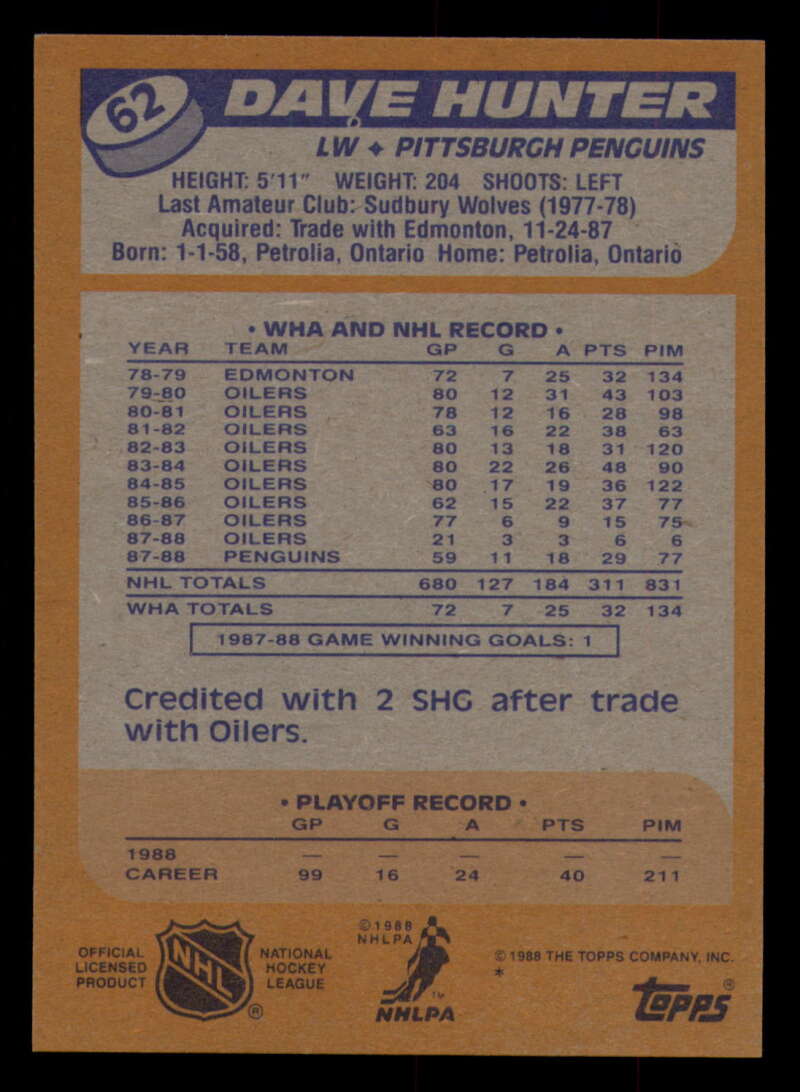 62
DAVE HUNTER
LW ✦ PITTSBURGH PENGUINS
HEIGHT: 5'11" WEIGHT: 204 SHOOTS: LEFT
Last Amateur Club: Sudbury Wolves (1977-78)
Acquired: Trade with Edmonton, 11-24-87
Born: 1-1-58, Petrolia, Ontario Home: Petrolia, Ontario
• WHA AND NHL RECORD •
YEAR TEAM GP G A PTS PIM
78-79 EDMONTON 72 7 25 32 134
79-80 OILERS 80 12 31 43 103
80-81 OILERS 78 12 16 28 98
81-82 OILERS 63 16 22 38 63
82-83 OILERS 80 13 18 31 120
83-84 OILERS 80 22 26 48 90
84-85 OILERS 80 17 19 36 122
85-86 OILERS 62 15 22 37 77
86-87 OILERS 77 6 9 15 75
87-88 OILERS 21 3 3 6 6
87-88 PENGUINS 59 11 18 29 77
NHL TOTALS 680 127 184 311 831
WHA TOTALS 72 7 25 32 134
1987-88 GAME WINNING GOALS: 1
Credited with 2 SHG after trade
with Oilers.
• PLAYOFF RECORD •
GP G A PTS PIM
1988 — — — — —
CAREER 99 16 24 40 211
OFFICIAL
LICENSED
PRODUCT
NHL
®
NATIONAL
HOCKEY
LEAGUE
©1988
NHLPA
™
NHLPA
© 1988 THE TOPPS COMPANY, INC.
*
TOPPS®